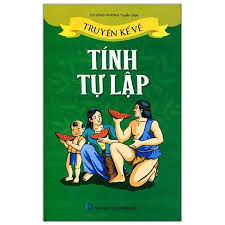 TRUYỆN KỂ VỀ
TÍNH
TỰ LẬP